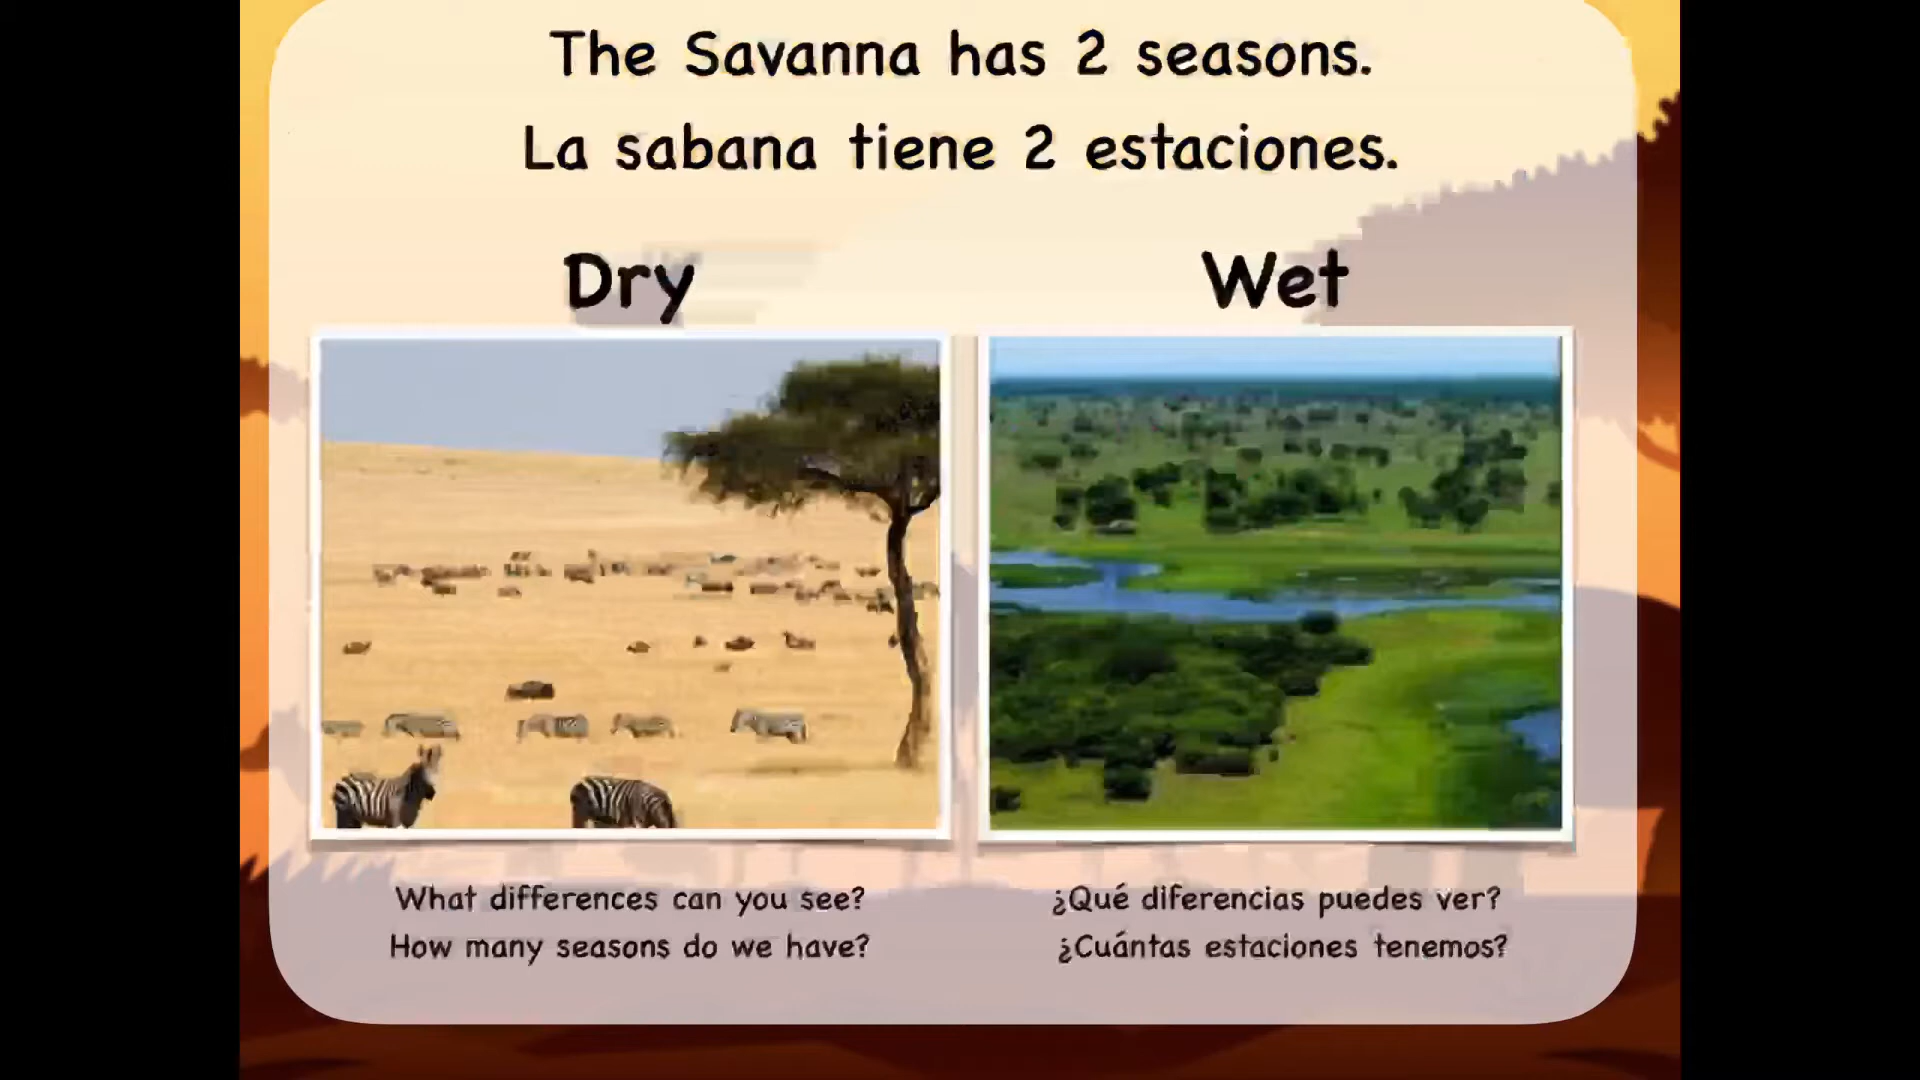 The Savanna has 2 seasons.
La sabana tiene 2 estaciones.
Dry
Wet
What differences can you see?
How many seasons do we have?
¿Qué diferencias puedes ver?
¿Cuántas estaciones tenemos?